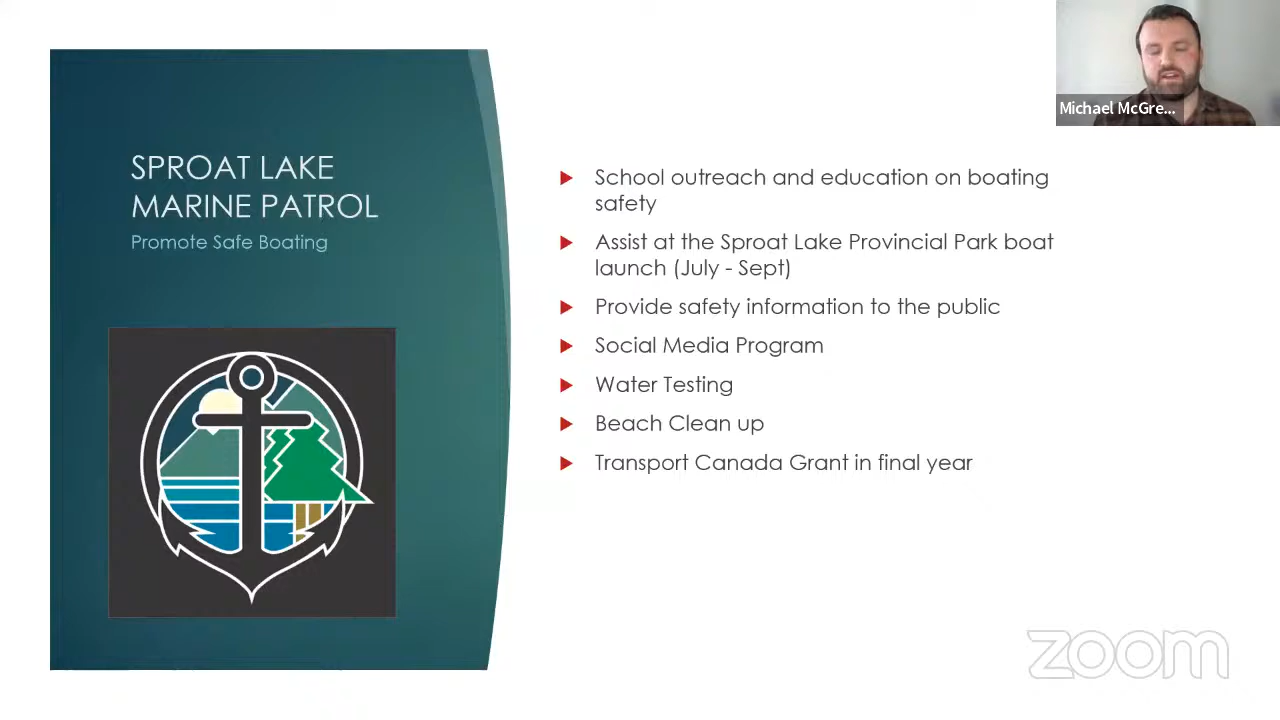 Michael McGre...
SPROAT LAKE
MARINE PATROL
Promote Safe Boating
School outreach and education on boating
safety
Assist at the Sproat Lake Provincial Park boat
launch (July - Sept)
Provide safety information to the public
Social Media Program
Water Testing
Beach Clean up
Transport Canada Grant in final year
zoom